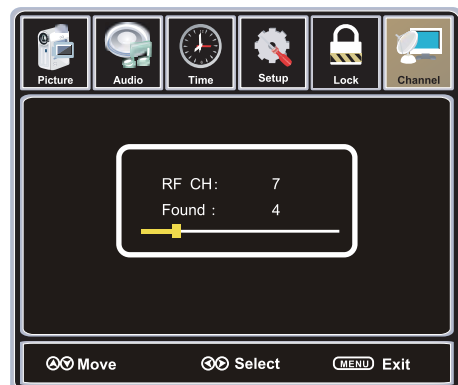 Picture Audio Time Setup Lock Channel
RF CH: 7
Found : 4
Move Select MENU Exit